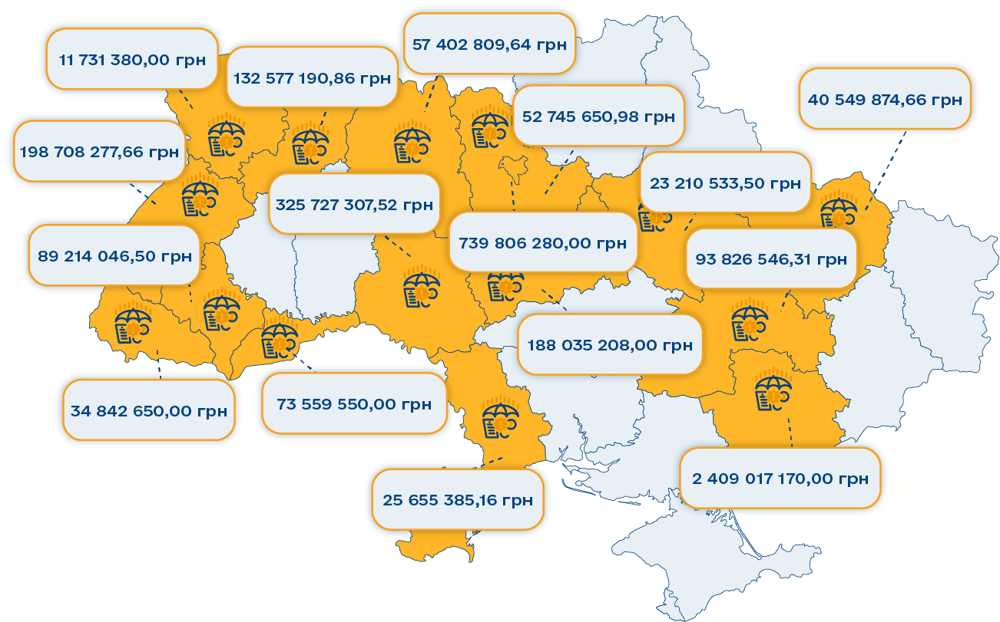 57 402 809,64 грн
11 731 380,00 грн
132 577 190,86 грн
40 549 874,66 грн
52 745 650,98 грн
198 708 277,66 грн
23 210 533,50 грн
325 727 307,52 грн
739 806 280,00 грн
89 214 046,50 грн
93 826 546,31 грн
188 035 208,00 грн
34 842 650,00 грн
73 559 550,00 грн
2 409 017 170,00 грн
25 655 385,16 грн